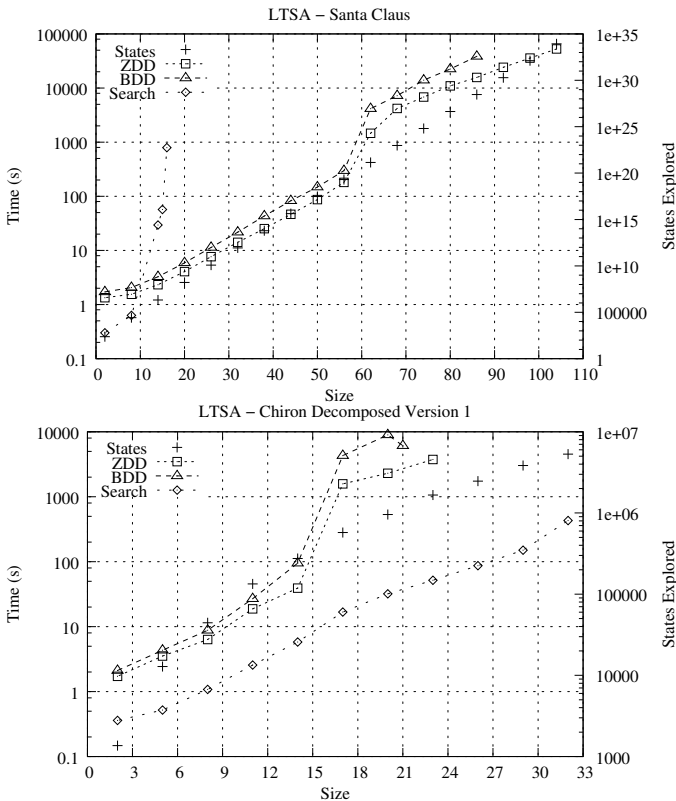 LTSA − Santa Claus
100000
10000
1000
100
10
1
0.1
Time (s)
States
ZDD
BDD
Search
1e+35
1e+30
1e+25
1e+20
1e+15
1e+10
100000
1
States Explored
0 10 20 30 40 50 60 70 80 90 100 110
Size
LTSA − Chiron Decomposed Version 1
10000
1000
100
10
1
0.1
Time (s)
States
ZDD
BDD
Search
1e+07
1e+06
100000
10000
1000
States Explored
0 3 6 9 12 15 18 21 24 27 30 33
Size